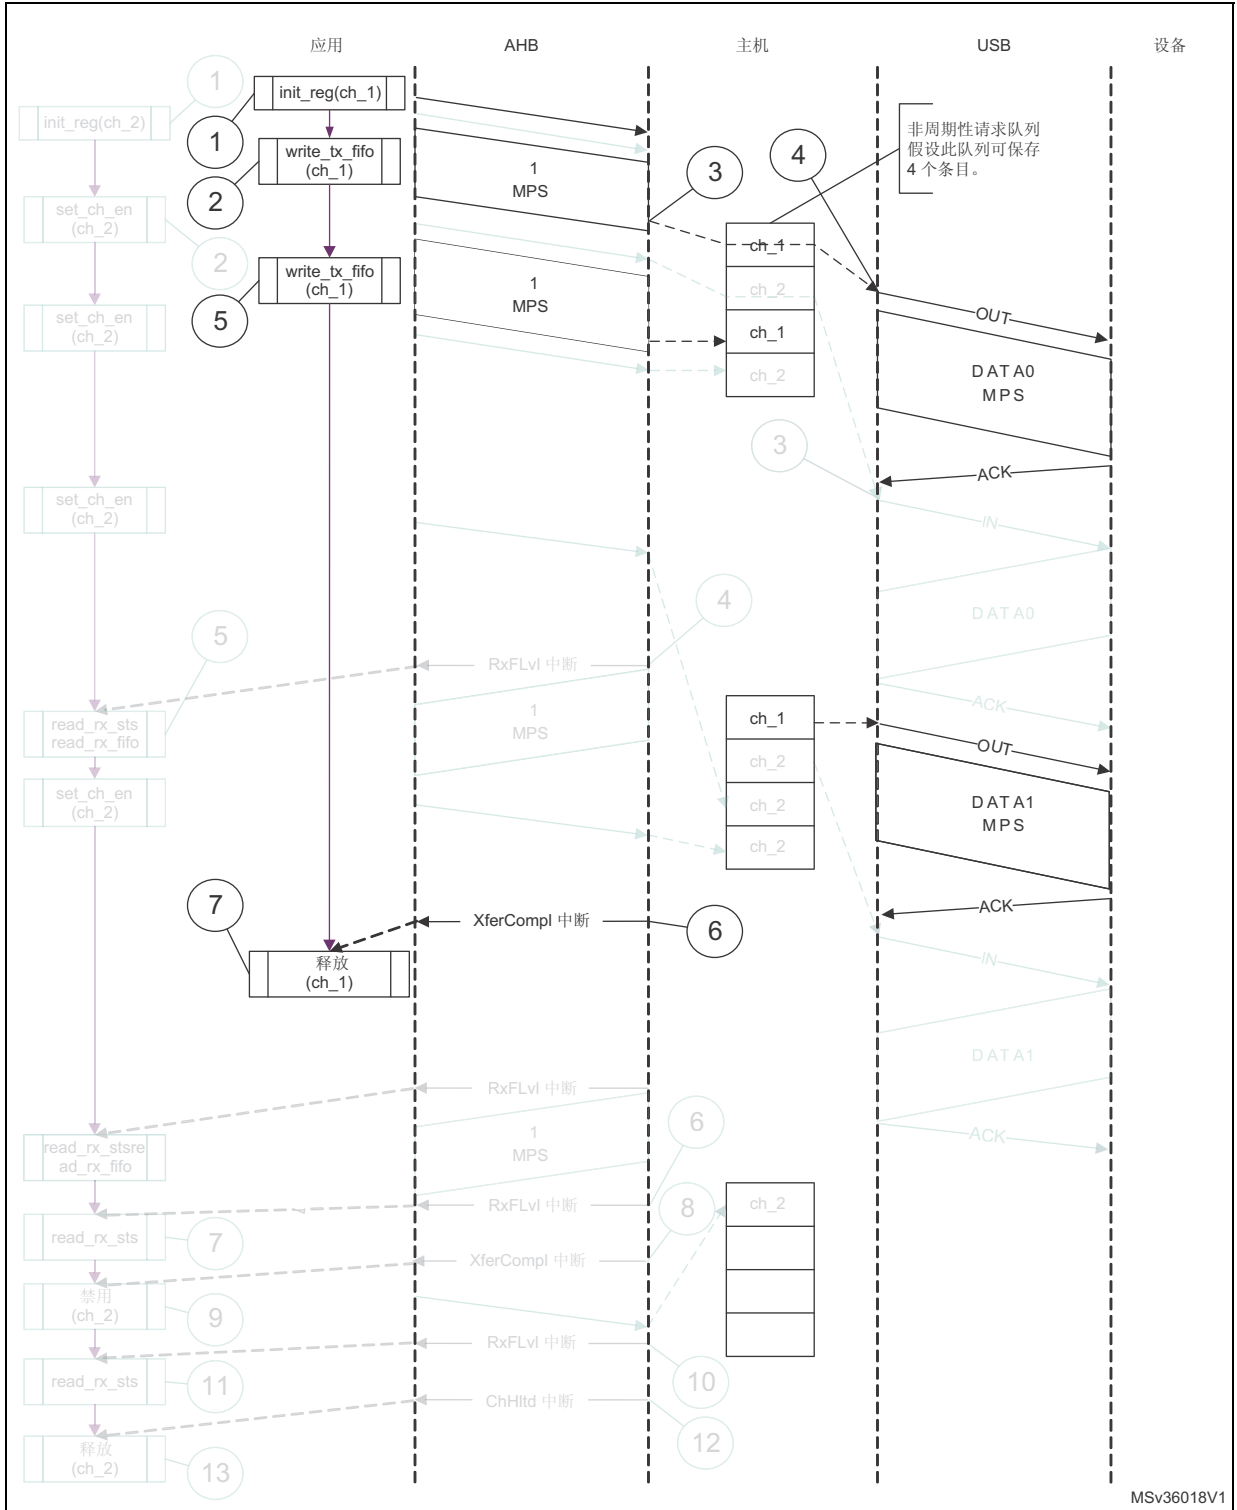 应用
AHB
主机
USB
设备
1
init_reg(ch_1)
init_reg(ch_2)
1
非周期性请求队列
假设此队列可保存
4 个条目。
write_tx_fifo
(ch_1)
1
MPS
3
4
2
set_ch_en
(ch_2)
2
ch_1
write_tx_fifo
(ch_1)
1
MPS
ch_2
5
set_ch_en
(ch_2)
OUT
ch_1
ch_2
DATA0
MPS
3
ACK
set_ch_en
(ch_2)
IN
4
DATA0
5
RxFLvl 中断
ACK
read_rx_sts
read_rx_fifo
1
MPS
ch_1
OUT
ch_2
set_ch_en
(ch_2)
ch_2
DATA1
MPS
ch_2
7
XferCompl 中断
6
ACK
释放
(ch_1)
IN
DATA1
RxFLvl 中断
6
read_rx_stsre
ad_rx_fifo
1
MPS
ACK
RxFLvl 中断
8
ch_2
read_rx_sts
7
XferCompl 中断
禁用
(ch_2)
9
RxFLvl 中断
read_rx_sts
11
10
ChHltd 中断
12
释放
(ch_2)
13
MSv36018V1